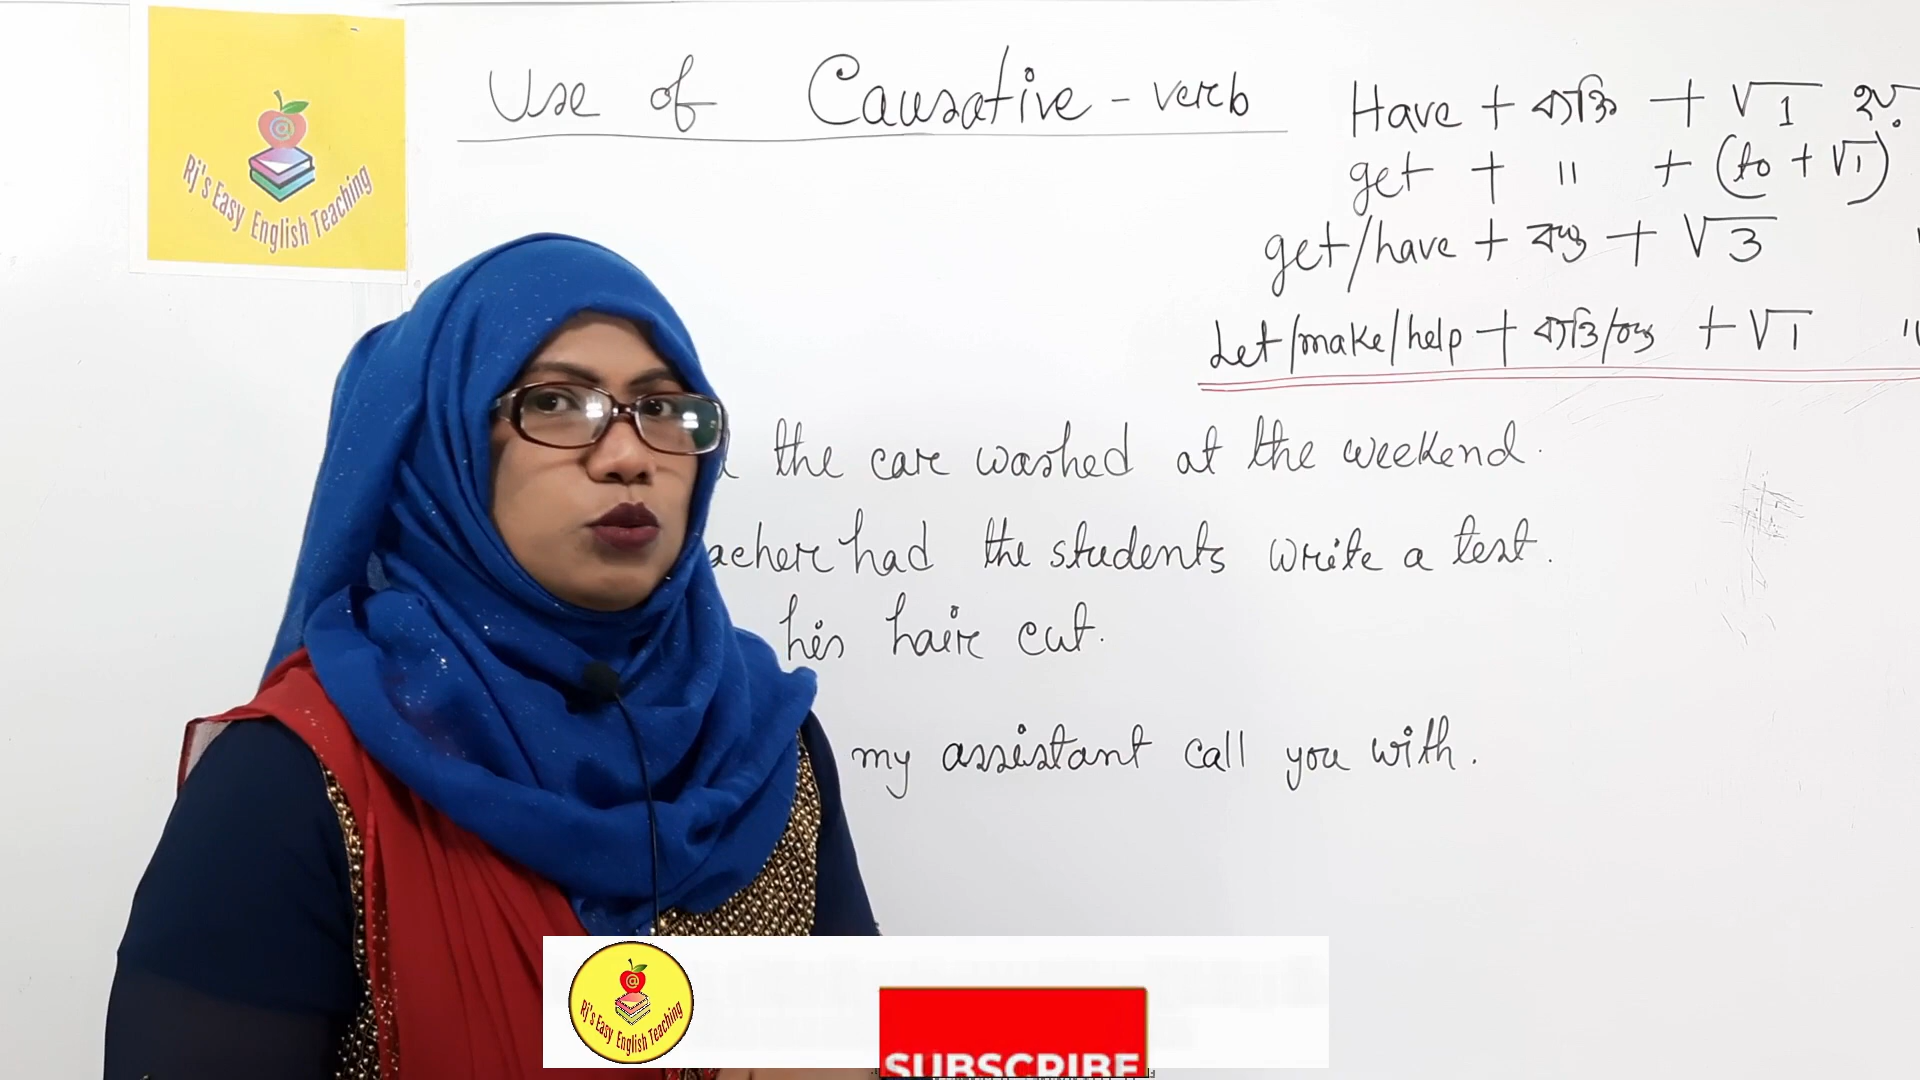 Rj's Easy English Teaching
Use of Causative - verb
Have + ব্যক্তি + V1 হয়
get + " + (to + V1)
get/have + বস্তু + V3
Let/make/help + ব্যক্তি/বস্তু + V1 "
the car washed at the weekend.
acher had the students write a test.
his hair cut.
my assistant call you with.
Rj's Easy English Teaching
SUBSCRIBE